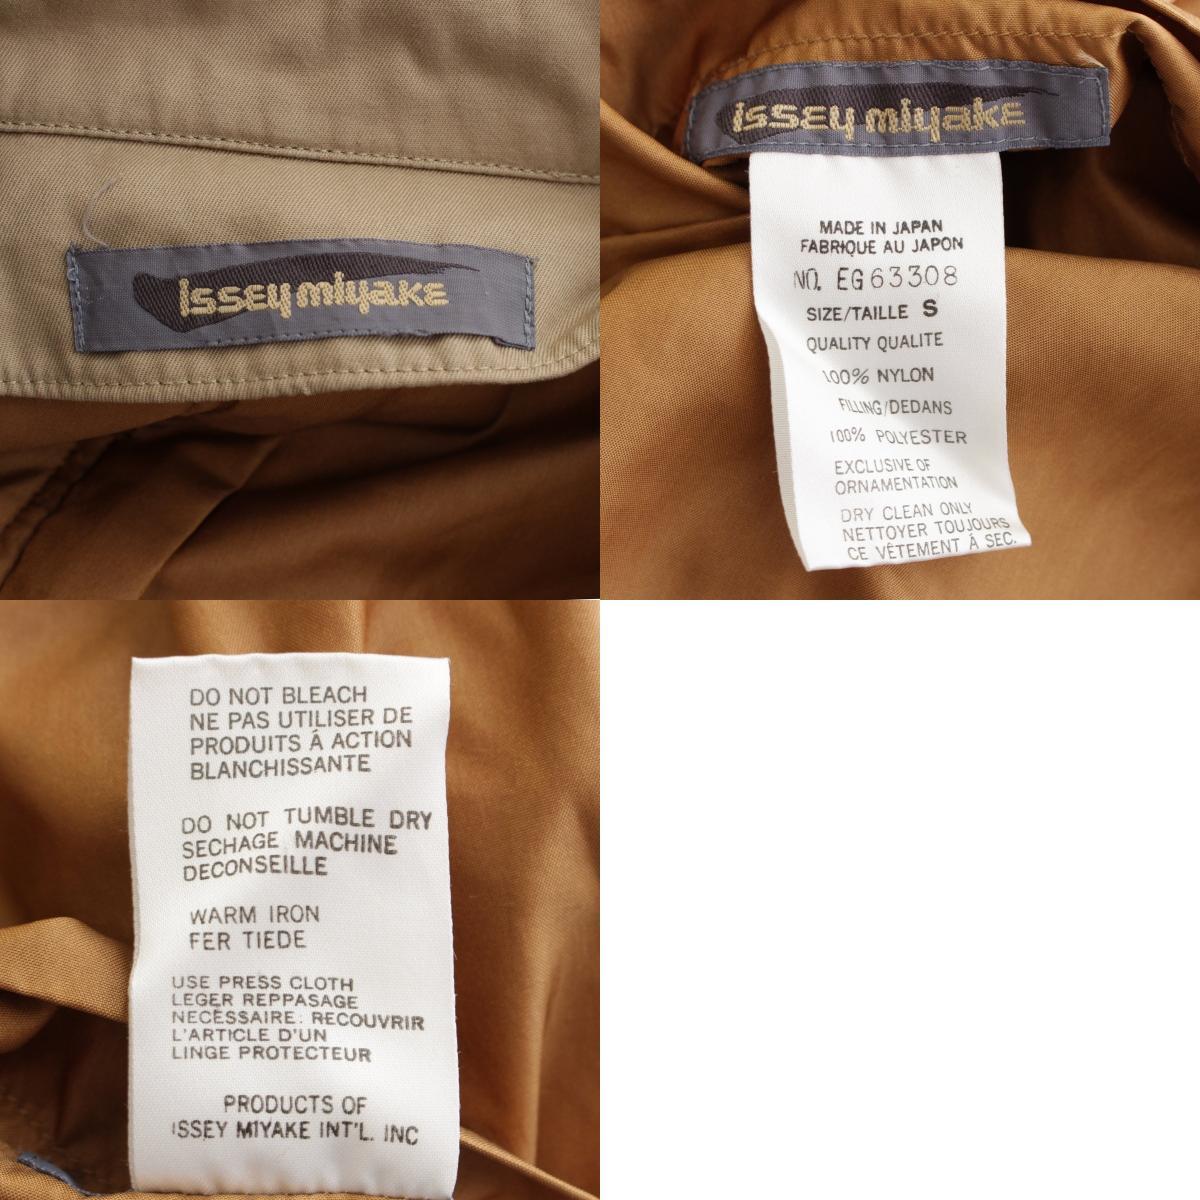 ISSEY MIYAKE
ISSEY MIYAKE
MADE IN JAPAN
FABRIQUE AU JAPON
NO. EG63308
SIZE/TAILLE S
QUALITY QUALITE
100% NYLON
FILLING/DEDANS
100% POLYESTER
EXCLUSIVE OF
ORNAMENTATION
DRY CLEAN ONLY
NETTOYER TOUJOURS
CE VÊTEMENT À SEC.
DO NOT BLEACH
NE PAS UTILISER DE
PRODUITS Á ACTION
BLANCHISSANTE
DO NOT TUMBLE DRY
SECHAGE MACHINE
DECONSEILLE
WARM IRON
FER TIEDE
USE PRESS CLOTH
LEGER REPPASAGE
NECESSAIRE: RECOUVRIR
L'ARTICLE D'UN
LINGE PROTECTEUR
PRODUCTS OF
ISSEY MIYAKE INT'L. INC